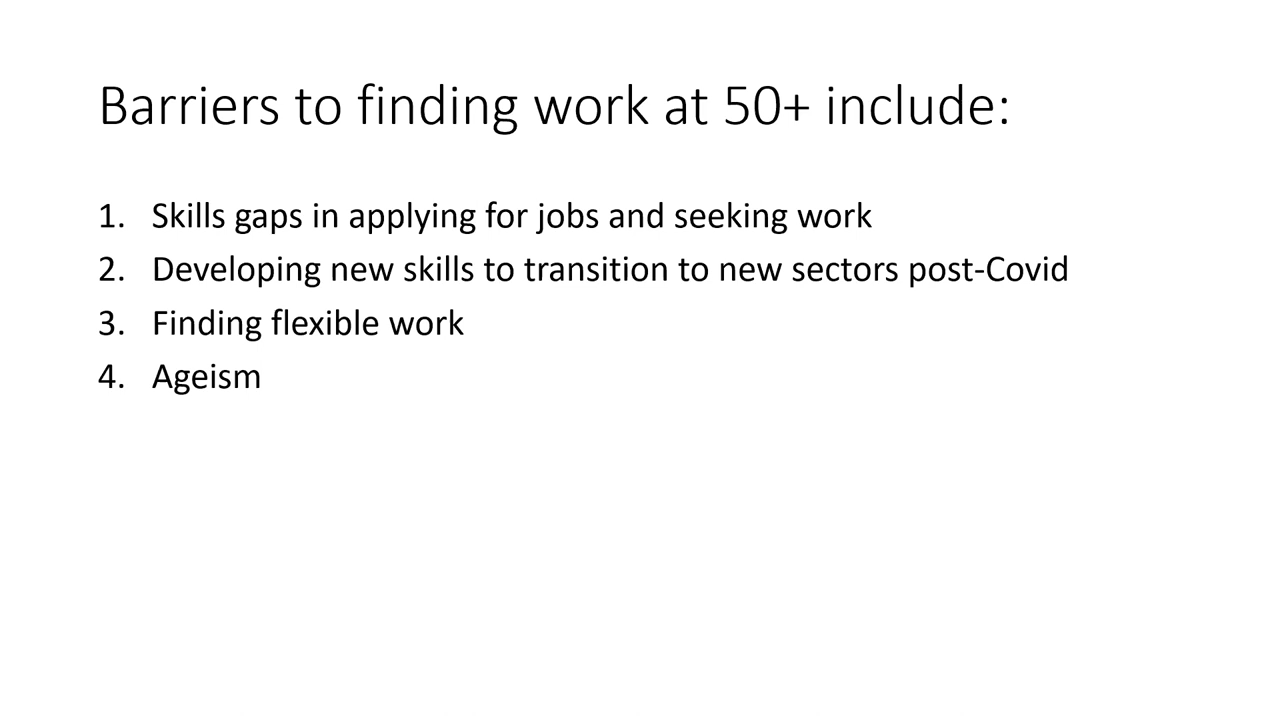 Barriers to finding work at 50+ include:
1. Skills gaps in applying for jobs and seeking work
2. Developing new skills to transition to new sectors post-Covid
3. Finding flexible work
4. Ageism